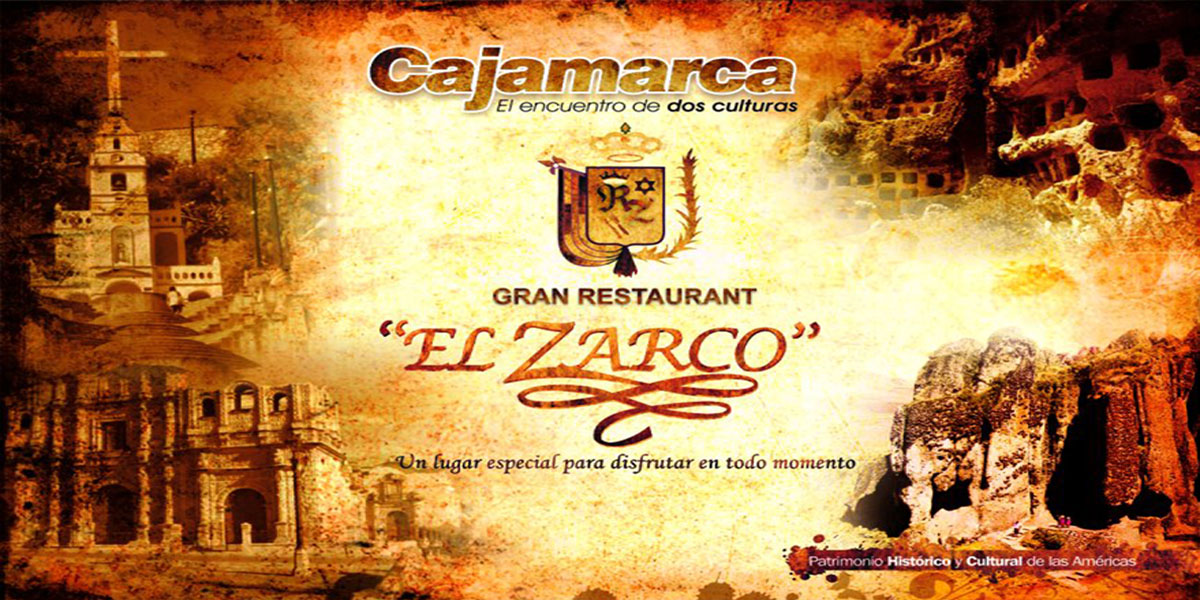 Cajamarca
El encuentro de dos culturas
RZ
GRAN RESTAURANT
“EL ZARCO”
Un lugar especial para disfrutar en todo momento
Patrimonio Histórico y Cultural de las Américas